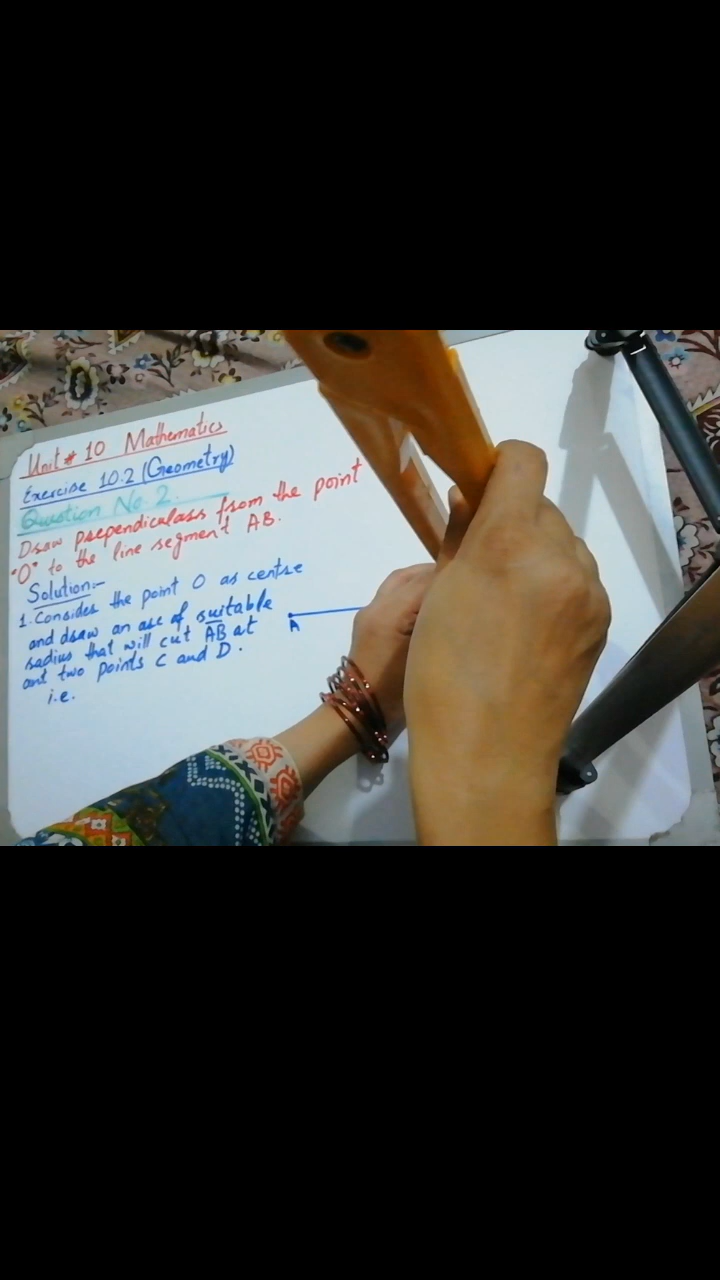 Unit # 10 Mathematics
Exercise 10.2 (Geometry)
Question No. 2.
Draw prependiculars from the point
"O" to the line segment AB.
Solution:-
1. Consider the point O as centre
and draw an arc of suitable
radius that will cut AB at
ant two points C and D.
i.e.
A